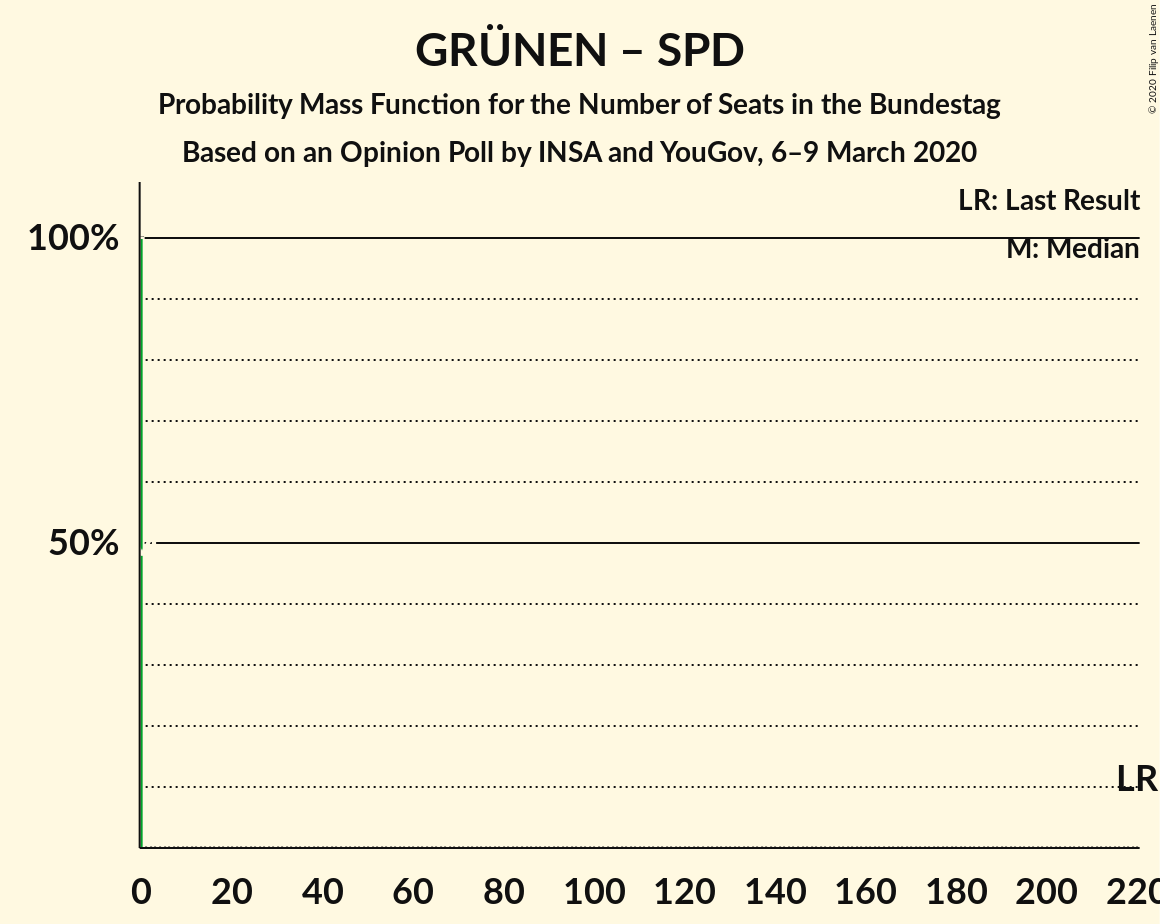 GRÜNEN – SPD
Probability Mass Function for the Number of Seats in the Bundestag
Based on an Opinion Poll by INSA and YouGov, 6–9 March 2020
© 2020 Filip van Laenen
LR: Last Result
M: Median
100%
50%
LR
0 20 40 60 80 100 120 140 160 180 200 220